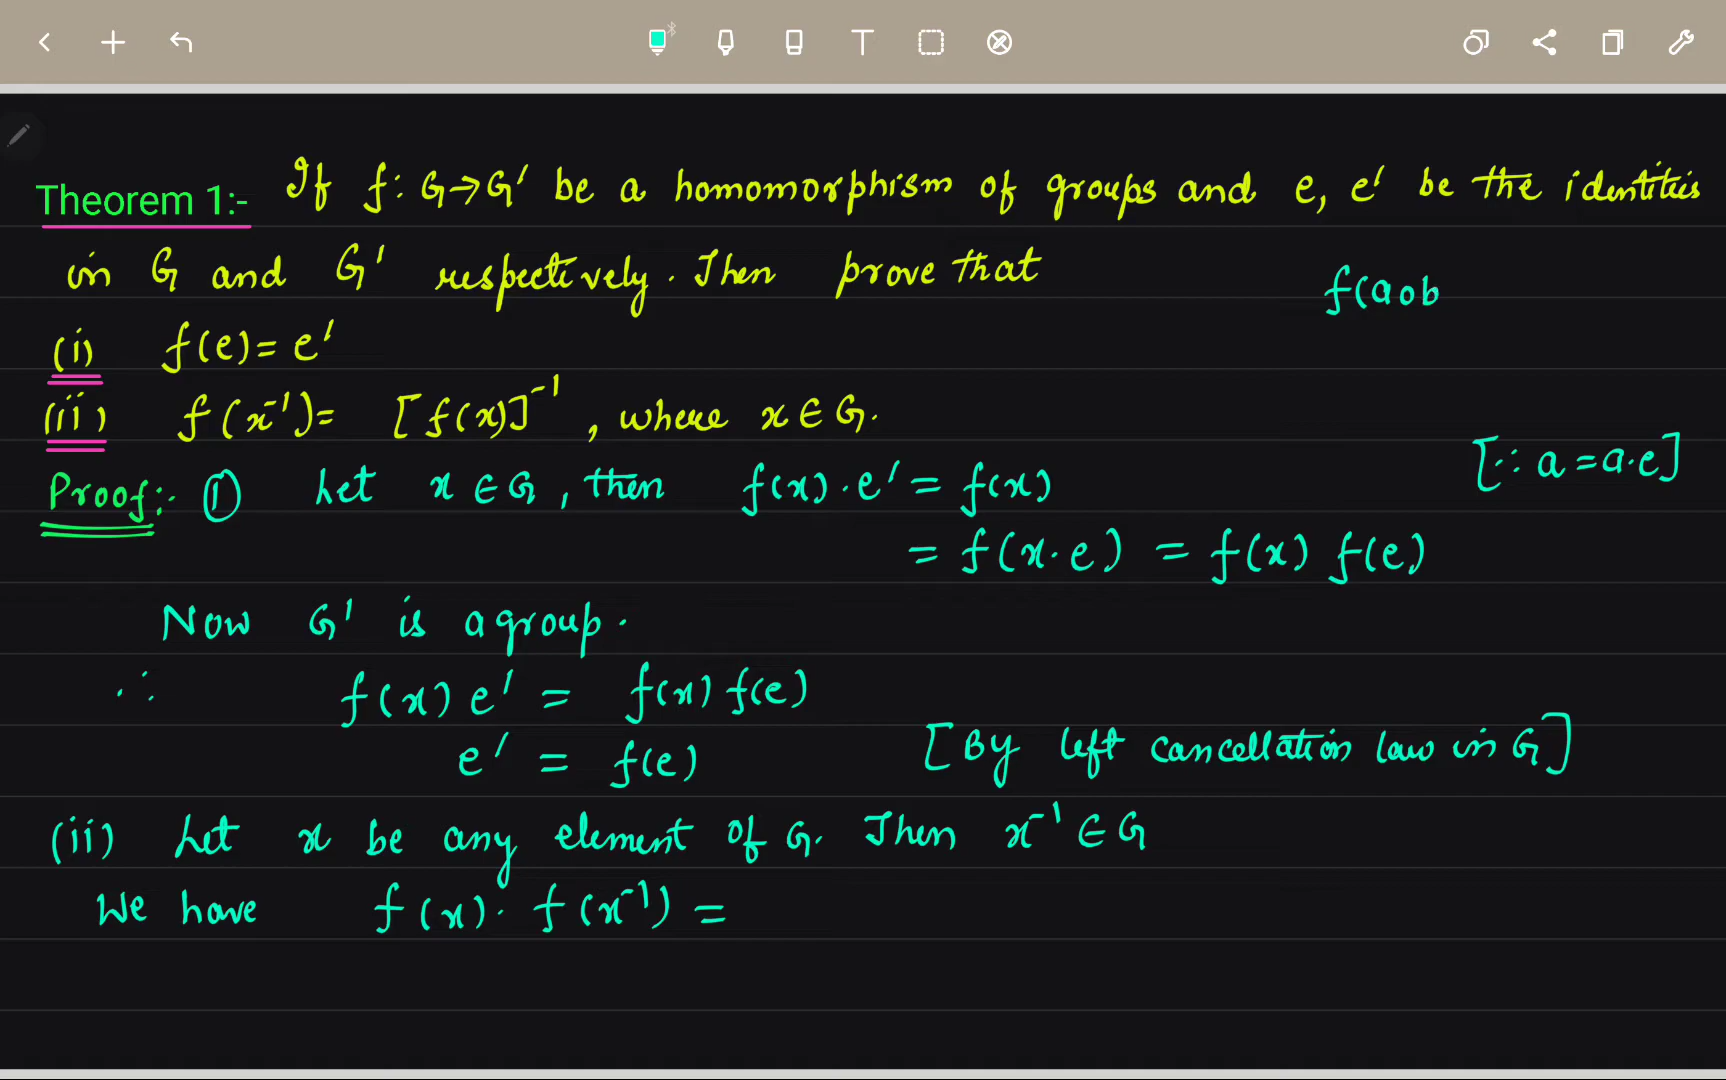 Theorem 1:- If f: G→G' be a homomorphism of groups and e, e' be the identiteis
in G and G' respectively. Then prove that
f(aob
(i) f(e)= e'
(ii) f(x⁻¹)= [f(x)]⁻¹, where x∈G.
[∵ a=a·e]
Proof:- ① Let x∈G, then f(x)·e' = f(x)
= f(x·e) = f(x) f(e)
Now G' is a group.
∴ f(x) e' = f(x) f(e)
e' = f(e) [By left cancellation law in G]
(ii) Let x be any element of G. Then x⁻¹∈G
We have f(x)· f(x⁻¹) =